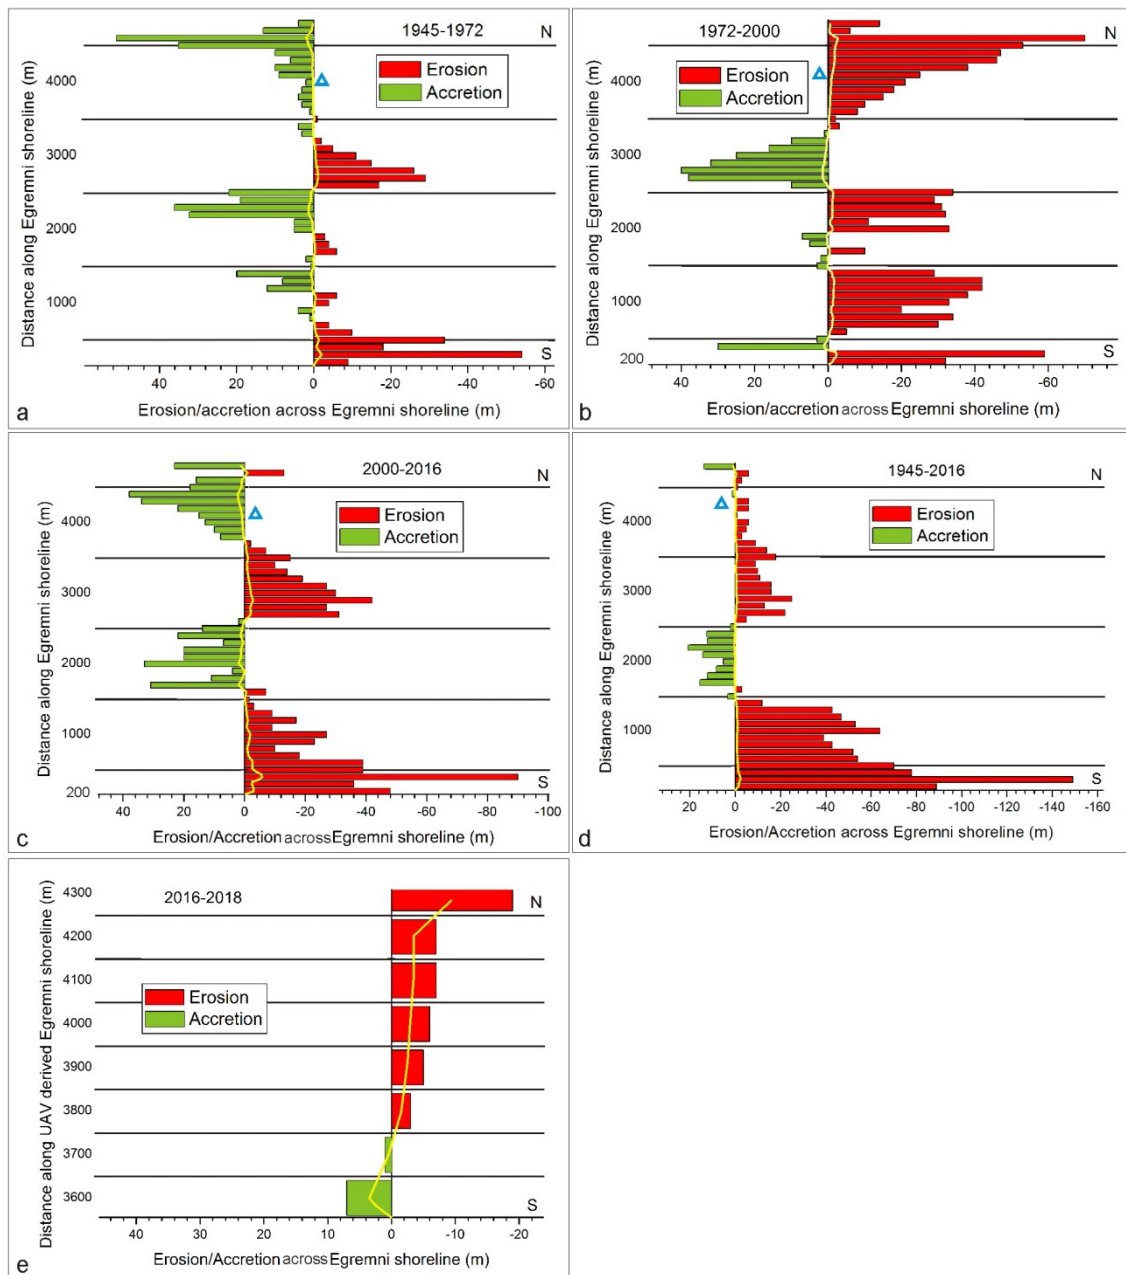 1945-1972
N
Erosion
Accretion
Distance along Egremni shoreline (m)
4000
3000
2000
1000
S
40 20 0 -20 -40 -60
Erosion/accretion across Egremni shoreline (m)
a
1972-2000
N
Erosion
Accretion
Distance along Egremni shoreline (m)
4000
3000
2000
1000
200
S
40 20 0 -20 -40 -60
Erosion/accretion across Egremni shoreline (m)
b
2000-2016
N
Erosion
Accretion
Distance along Egremni shoreline (m)
4000
3000
2000
1000
200
S
40 20 0 -20 -40 -60 -80 -100
Erosion/Accretion across Egremni shoreline (m)
c
1945-2016
N
Erosion
Accretion
Distance along Egremni shoreline (m)
4000
3000
2000
1000
S
20 0 -20 -40 -60 -80 -100 -120 -140 -160
Erosion/Accretion across Egremni shoreline (m)
d
2016-2018
N
Erosion
Accretion
Distance along UAV derived Egremni shoreline (m)
4300
4200
4100
4000
3900
3800
3700
3600
S
40 30 20 10 0 -10 -20
Erosion/Accretion across Egremni shoreline (m)
e